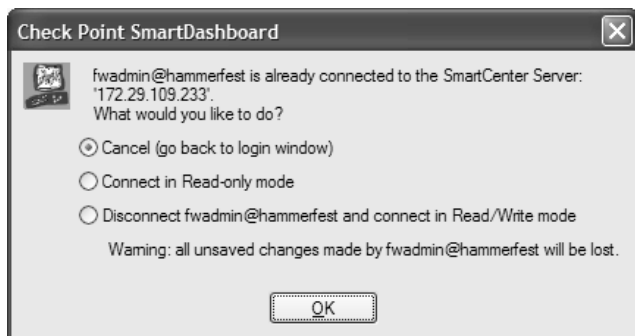 Check Point SmartDashboard
fwadmin@hammerfest is already connected to the SmartCenter Server:
'172.29.109.233'.
What would you like to do?
Cancel (go back to login window)
Connect in Read-only mode
Disconnect fwadmin@hammerfest and connect in Read/Write mode
Warning: all unsaved changes made by fwadmin@hammerfest will be lost.
OK